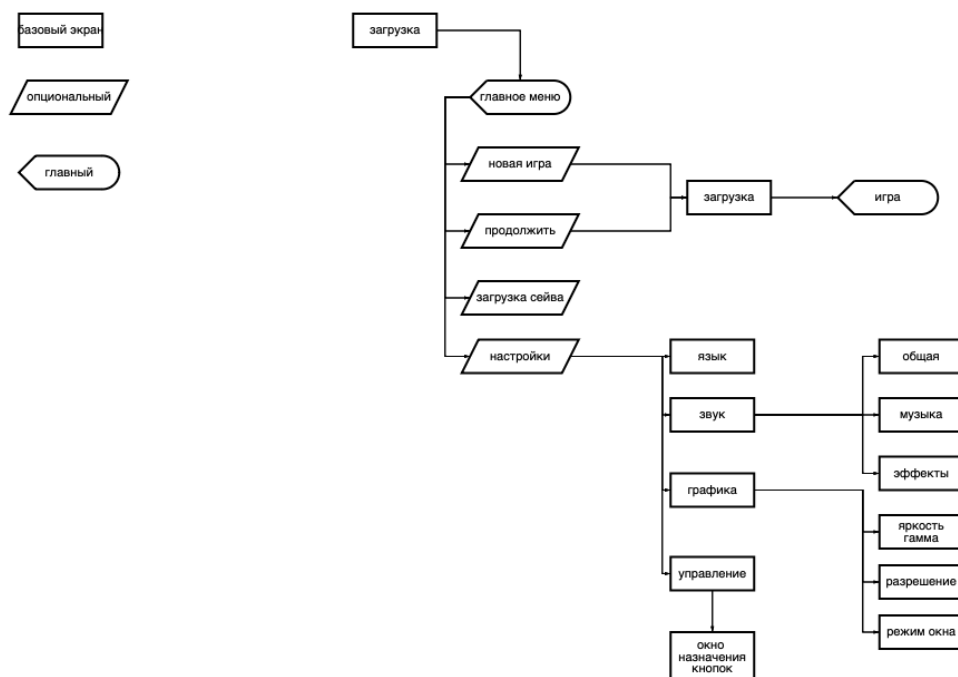 базовый экран
загрузка
опциональный
главное меню
главный
новая игра
загрузка
игра
продолжить
загрузка сейва
настройки
язык
общая
звук
музыка
эффекты
графика
яркость
гамма
управление
разрешение
режим окна
окно
назначения
кнопок